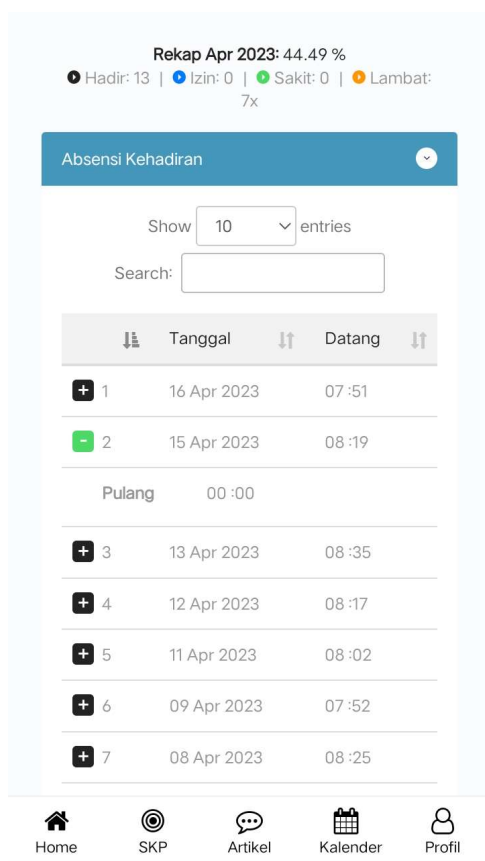 Rekap Apr 2023: 44.49 %
Hadir: 13 | Izin: 0 | Sakit: 0 | Lambat:
7x
Absensi Kehadiran
Show 10 entries
Search:
Tanggal Datang
1 16 Apr 2023 07 :51
2 15 Apr 2023 08 :19
Pulang 00 :00
3 13 Apr 2023 08 :35
4 12 Apr 2023 08 :17
5 11 Apr 2023 08 :02
6 09 Apr 2023 07 :52
7 08 Apr 2023 08 :25
Home SKP Artikel Kalender Profil